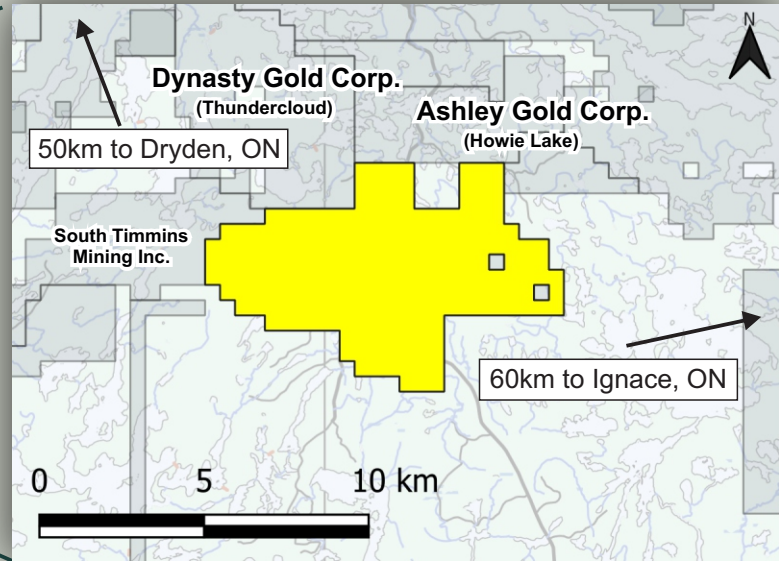 N
Dynasty Gold Corp.
(Thundercloud)
Ashley Gold Corp.
(Howie Lake)
50km to Dryden, ON
South Timmins
Mining Inc.
60km to Ignace, ON
0 5 10 km